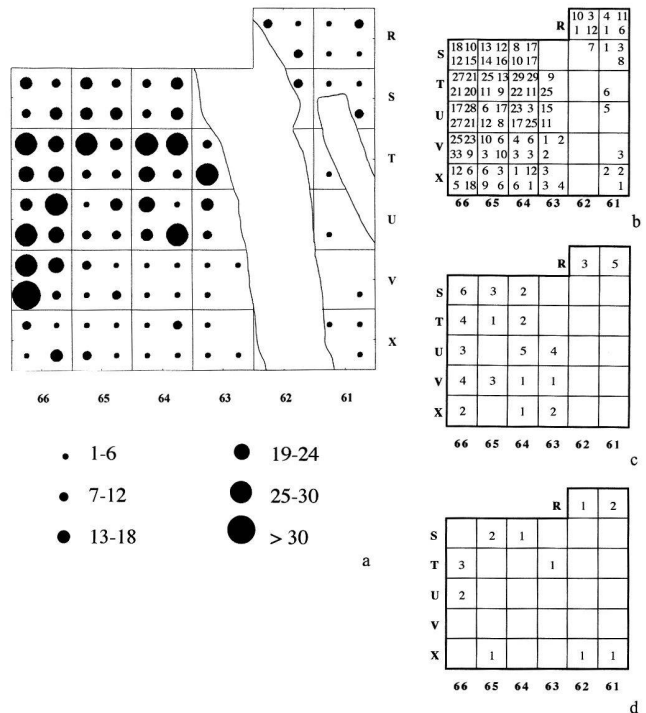 R
S
T
U
V
X
66 65 64 63 62 61
1-6 19-24
7-12 25-30
13-18 > 30
a
10 3 4 11
R 1 12 1 6
S 18 10 13 12 8 17 7 1 3
12 15 14 16 10 17 8
T 27 21 25 13 29 29 9
21 20 11 9 22 11 25 6
U 17 28 6 17 23 3 15 5
27 21 12 8 17 25 11
V 25 23 10 6 4 6 1 2
33 9 3 10 3 3 2 3
X 12 6 6 3 1 12 3 2 2
5 18 9 6 6 1 3 4 1
66 65 64 63 62 61
b
R 3 5
S 6 3 2
T 4 1 2
U 3 5 4
V 4 3 1 1
X 2 1 2
66 65 64 63 62 61
c
R 1 2
S 2 1
T 3 1
U 2
V
X 1 1 1
66 65 64 63 62 61
d